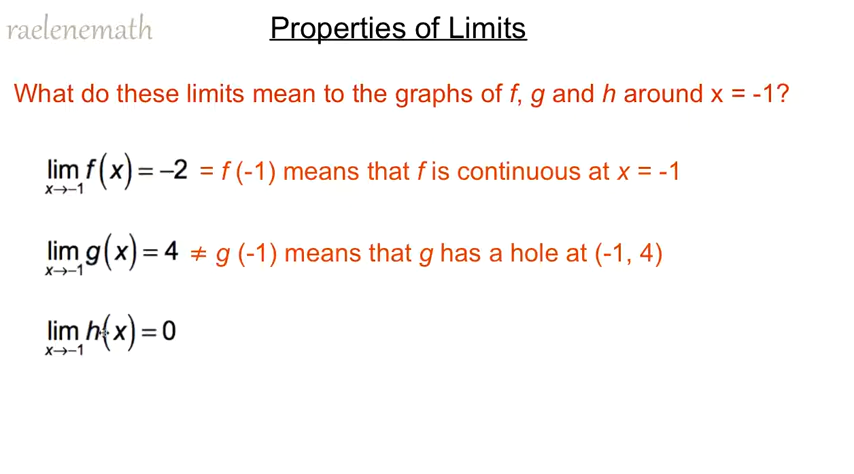 raelenemath
Properties of Limits
What do these limits mean to the graphs of f, g and h around x = -1?
lim f(x) = –2 = f (-1) means that f is continuous at x = -1
x→–1
lim g(x) = 4 ≠ g (-1) means that g has a hole at (-1, 4)
x→–1
lim h(x) = 0
x→–1